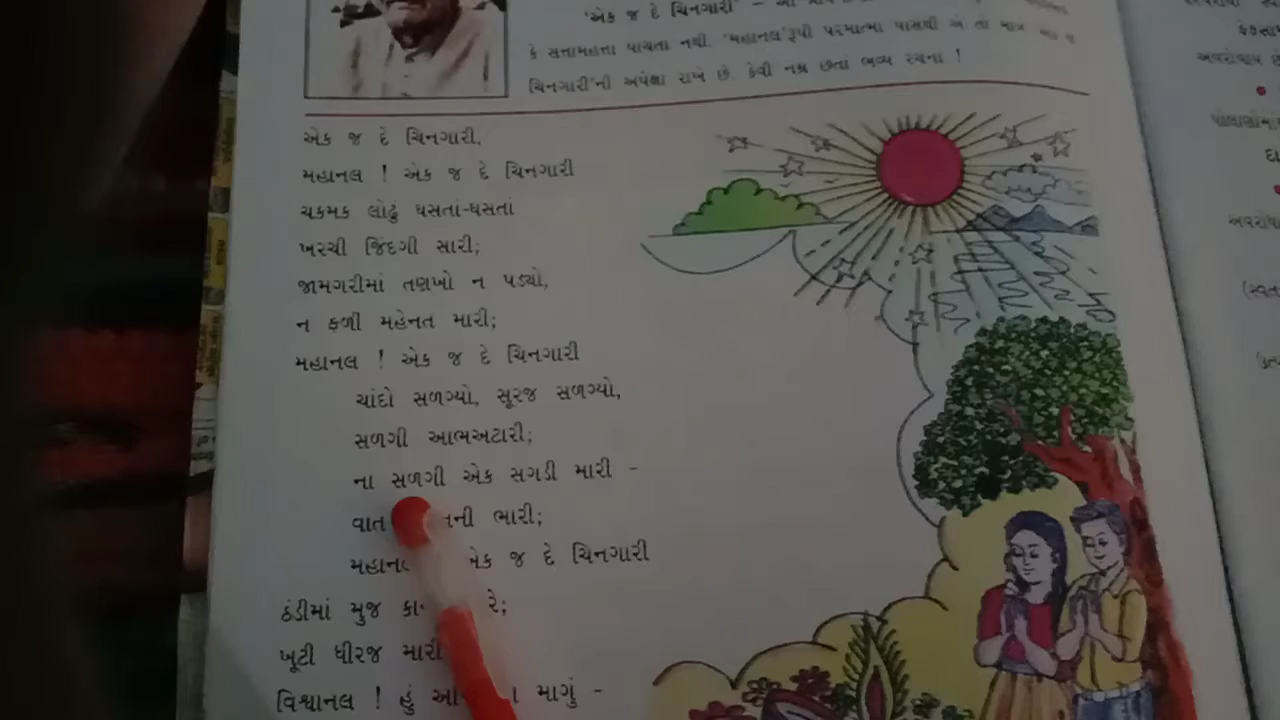 'એક જ દે ચિનગારી' –
કે સત્તામહત્તા યાચતા નથી. 'મહાનલ'રૂપી પરમાત્મા પાસેથી એ તો માત્ર
ચિનગારી'ની અપેક્ષા રાખે છે. કેવી નમ્ર છતાં ભવ્ય રચના !
એક જ દે ચિનગારી,
મહાનલ ! એક જ દે ચિનગારી
ચકમક લોઢું ઘસતાં-ઘસતાં
ખરચી જિંદગી સારી;
જામગરીમાં તણખો ન પડ્યો,
ન ફળી મહેનત મારી;
મહાનલ ! એક જ દે ચિનગારી
ચાંદો સળગ્યો, સૂરજ સળગ્યો,
સળગી આભઅટારી;
ના સળગી એક સગડી મારી –
વાત ભારી;
એક જ દે ચિનગારી
ઠંડીમાં મુજ
ખૂટી ધીરજ મારી
વિશ્વાનલ ! હું માગું –